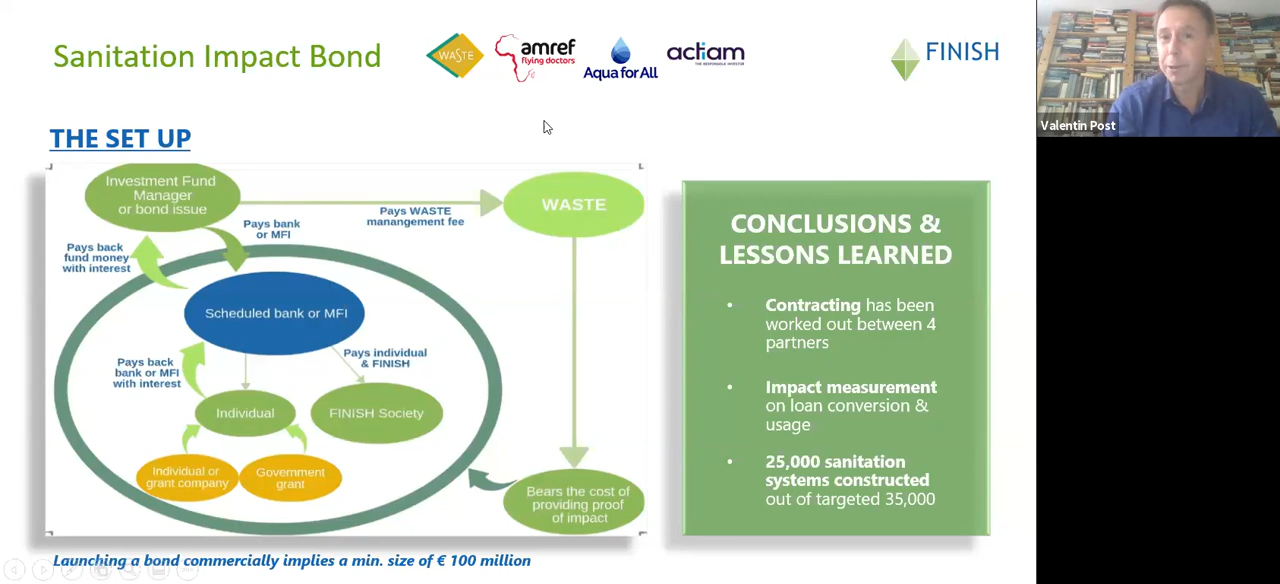 Sanitation Impact Bond
WASTE
amref
flying doctors
Aqua for All
actiam
THE RESPONSIBLE INVESTOR
FINISH
Valentin Post
THE SET UP
Investment Fund
Manager
or bond issue
Pays WASTE
manangement fee
WASTE
Pays bank
or MFI
Pays back
fund money
with interest
Scheduled bank or MFI
Pays individual
& FINISH
Pays back
bank or MFI
with interest
Individual
FINISH Society
Individual or
grant company
Government
grant
Bears the cost of
providing proof
of impact
CONCLUSIONS &
LESSONS LEARNED
• Contracting has been
worked out between 4
partners
• Impact measurement
on loan conversion &
usage
• 25,000 sanitation
systems constructed
out of targeted 35,000
Launching a bond commercially implies a min. size of € 100 million